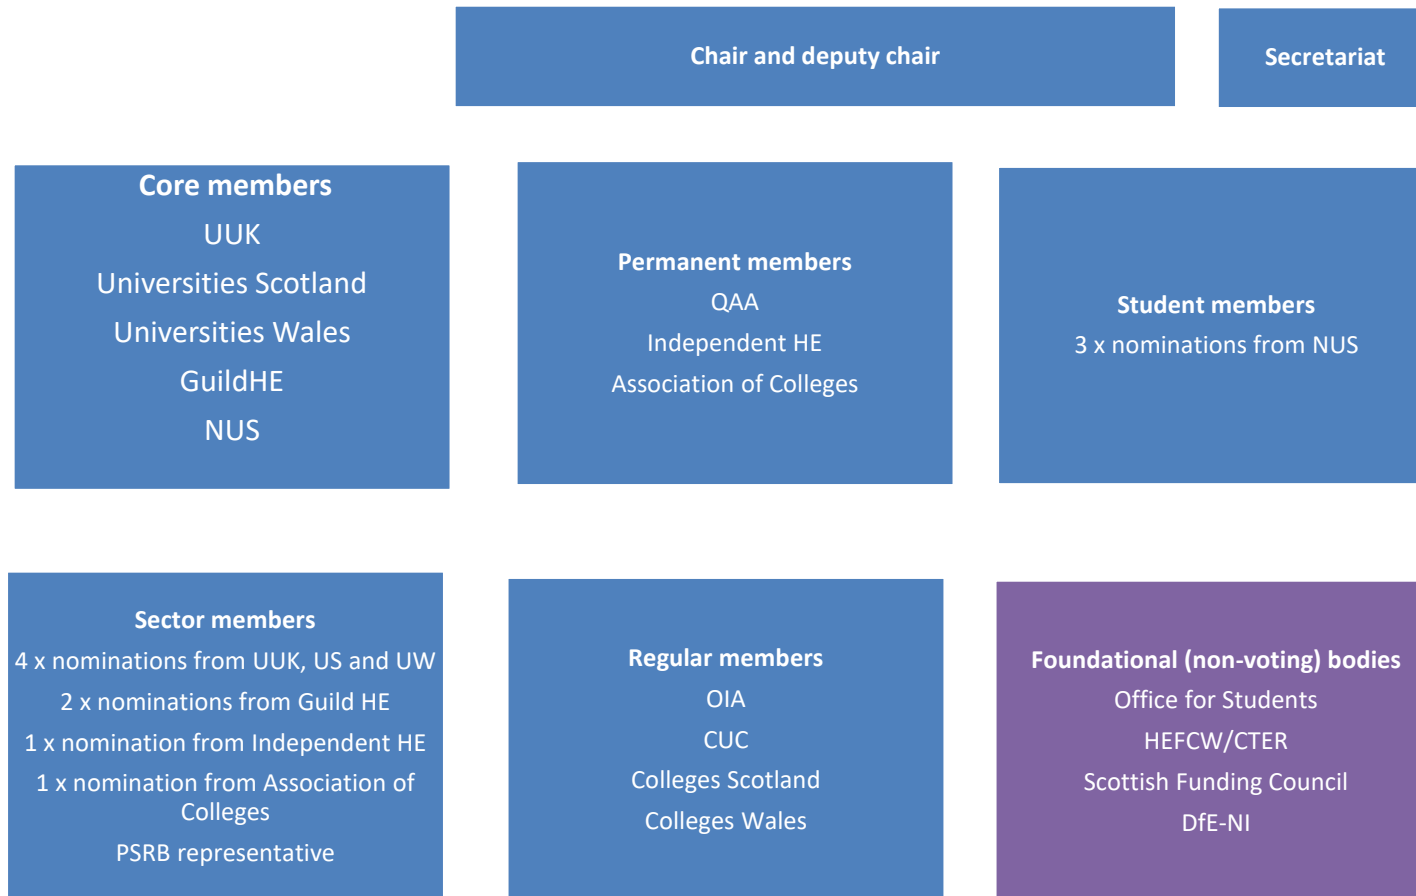 Chair and deputy chair
Secretariat
Core members
UUK
Universities Scotland
Universities Wales
GuildHE
NUS
Permanent members
QAA
Independent HE
Association of Colleges
Student members
3 x nominations from NUS
Sector members
4 x nominations from UUK, US and UW
2 x nominations from Guild HE
1 x nomination from Independent HE
1 x nomination from Association of
Colleges
PSRB representative
Regular members
OIA
CUC
Colleges Scotland
Colleges Wales
Foundational (non-voting) bodies
Office for Students
HEFCW/CTER
Scottish Funding Council
DfE-NI